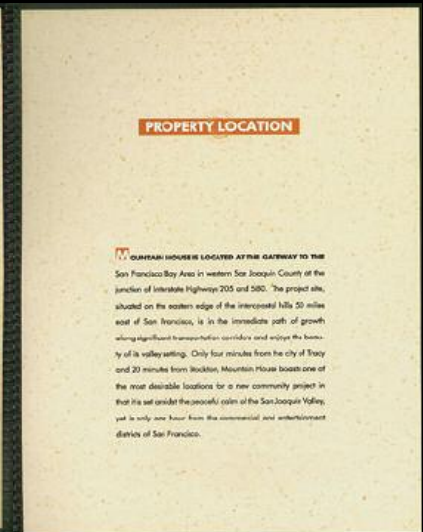 PROPERTY LOCATION
MOUNTAIN HOUSE IS LOCATED AT THE GATEWAY TO THE
San Francisco Bay Area in western San Joaquin County at the
junction of interstate Highways 205 and 580. The project site,
situated on the eastern edge of the intercoastal hills 50 miles
east of San Francisco, is in the immediate path of growth
along significant transportation corridors and enjoys the beau-
ty of its valley setting. Only four minutes from he city of Tracy
and 20 minutes from Stockton, Mountain House boasts one of
the most desirable locations for a new community project in
that it is set amidst the peaceful calm of the San Joaquin Valley,
yet is only one hour from the commercial and entertainment
districts of San Francisco.